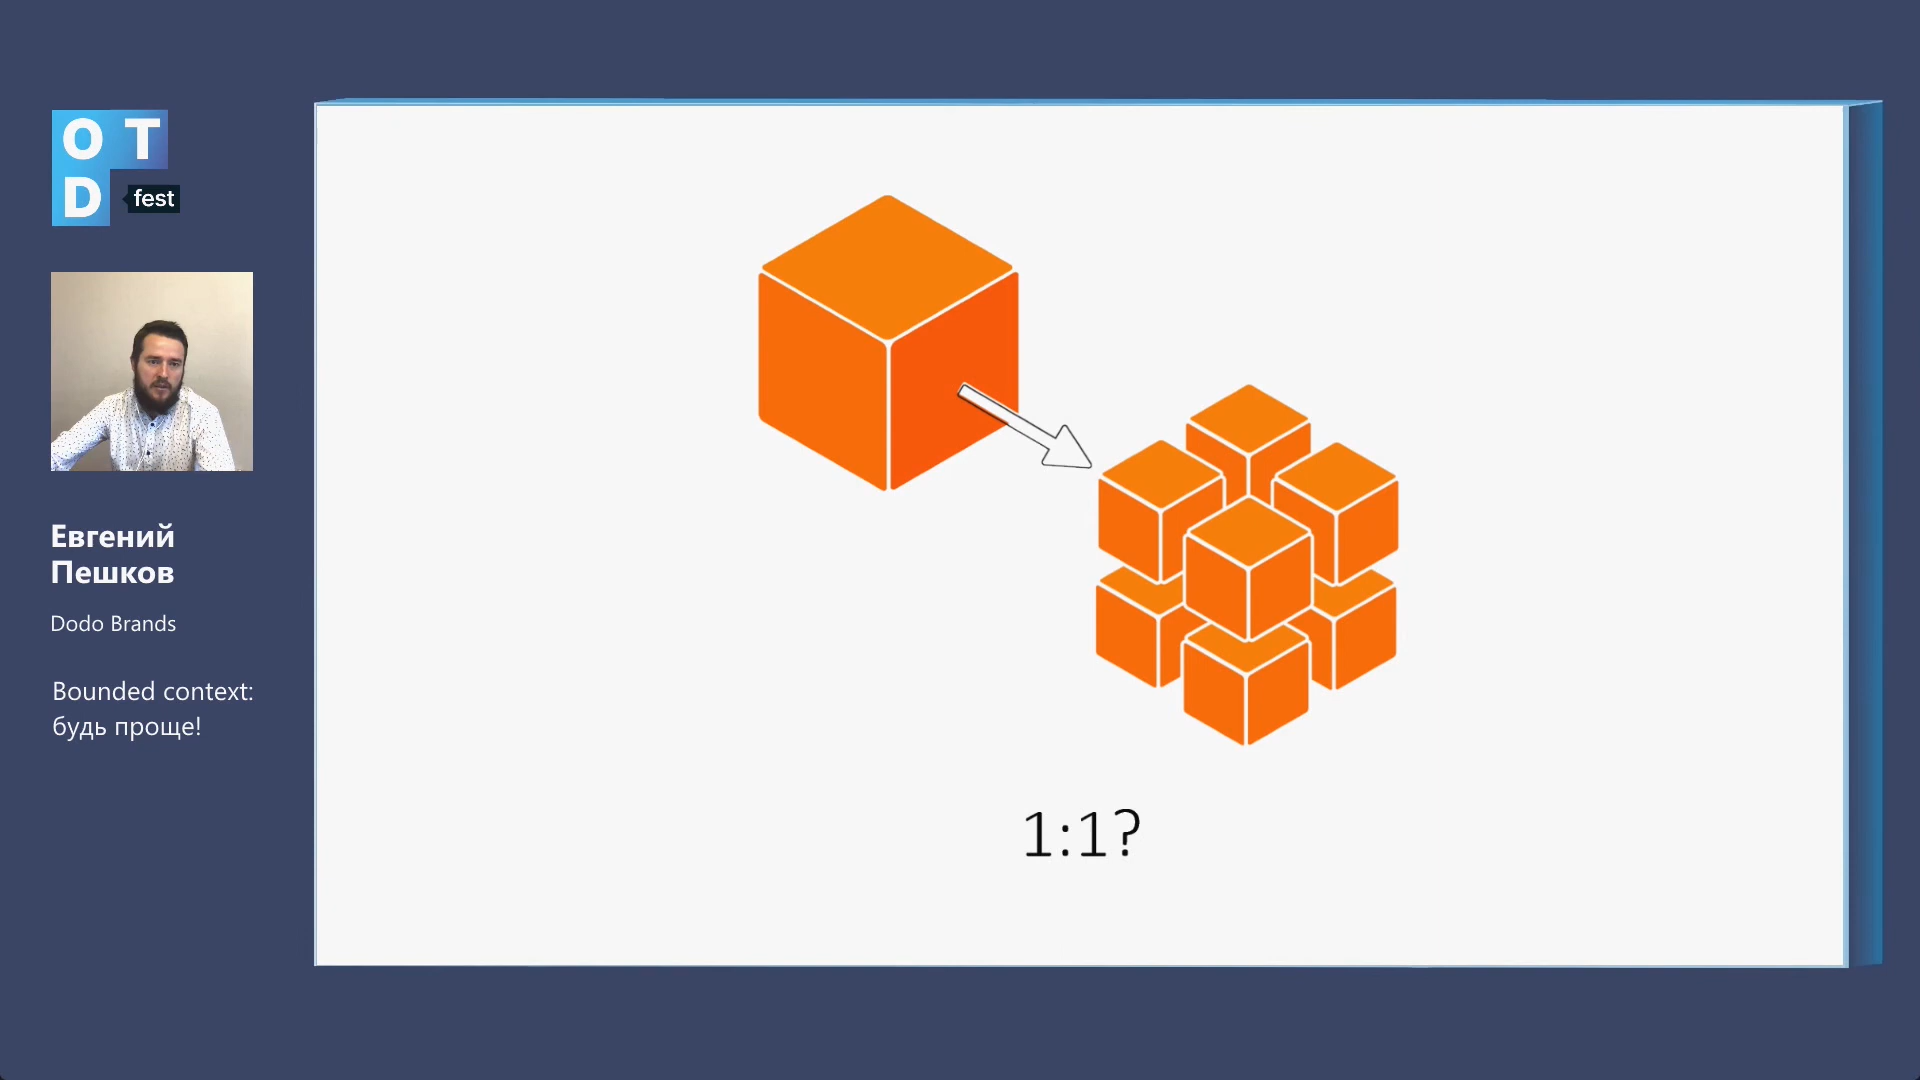 O T
D fest
Евгений
Пешков
Dodo Brands
Bounded context:
будь проще!
1:1?